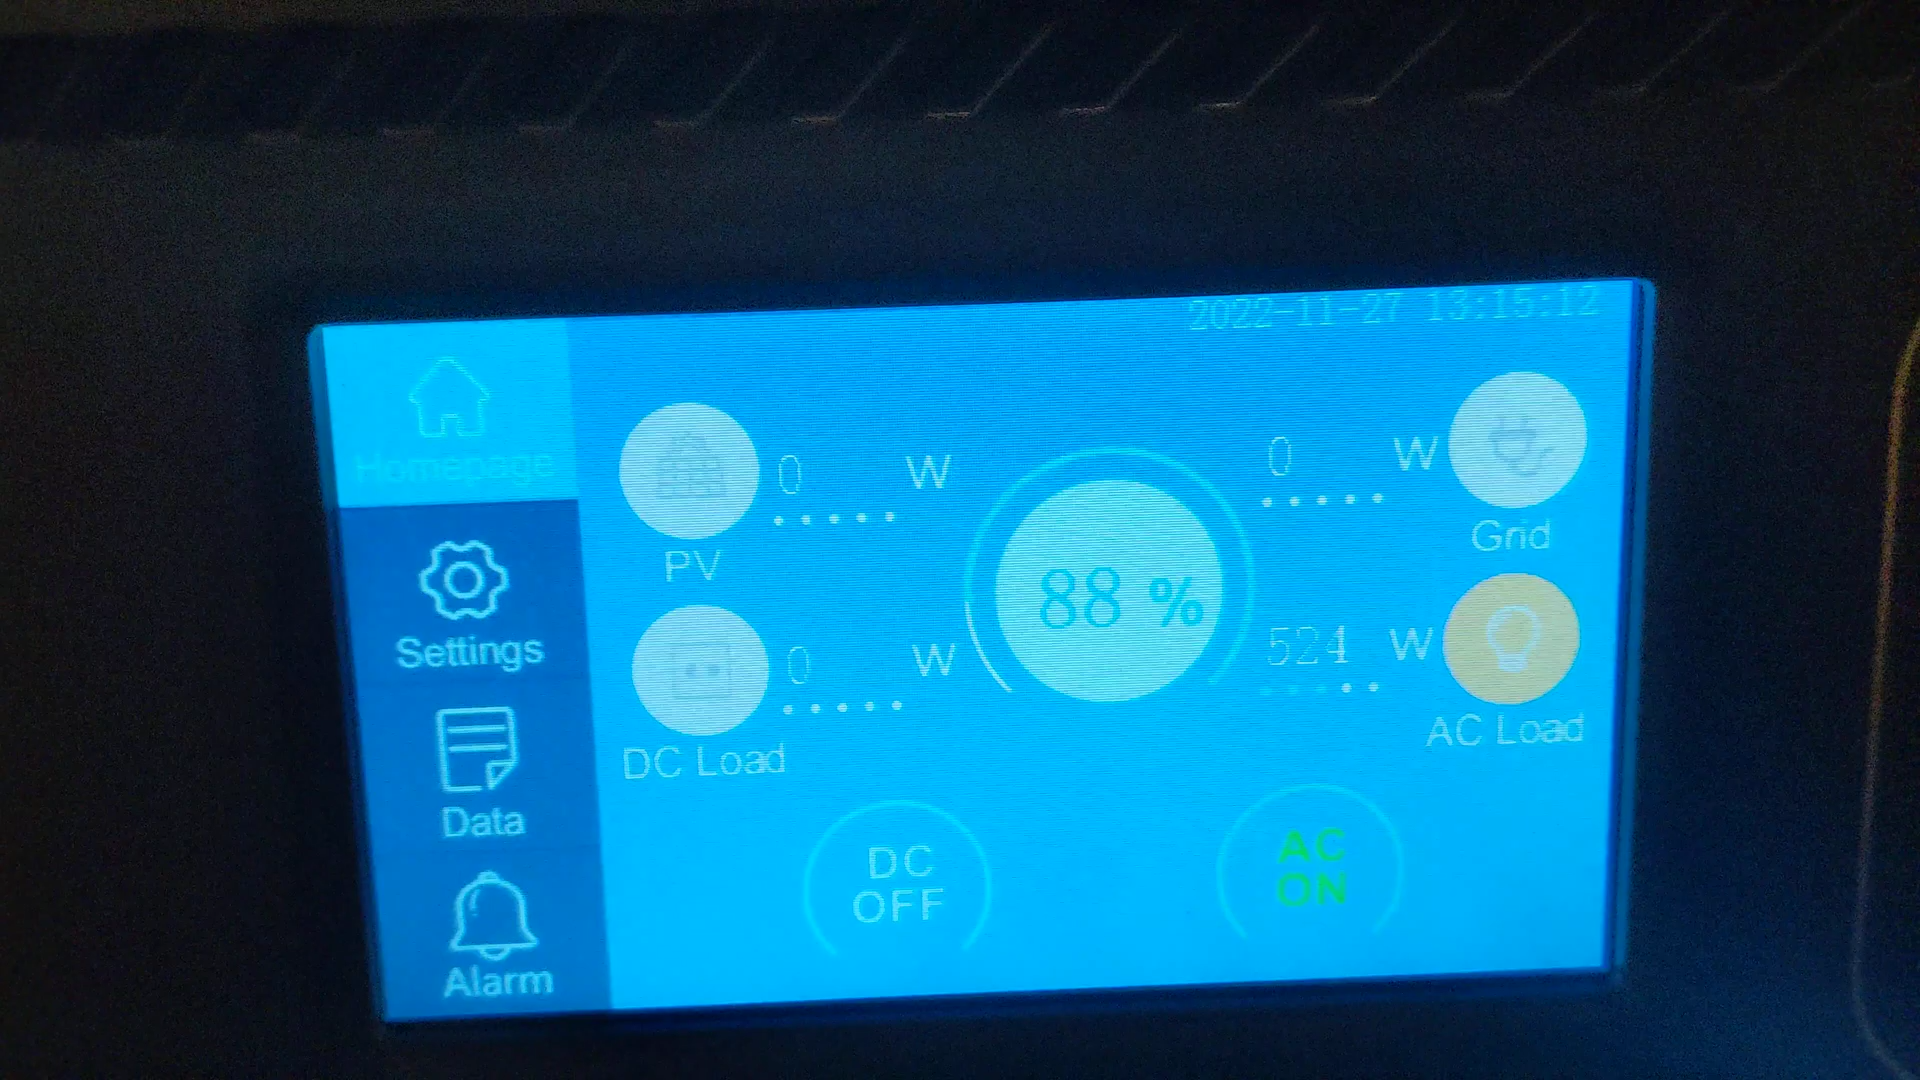 2022-11-27 13:15:12
Homepage
Settings
Data
Alarm
0 W
PV
0 W
DC Load
88 %
0 W
Grid
524 W
AC Load
DC
OFF
AC
ON